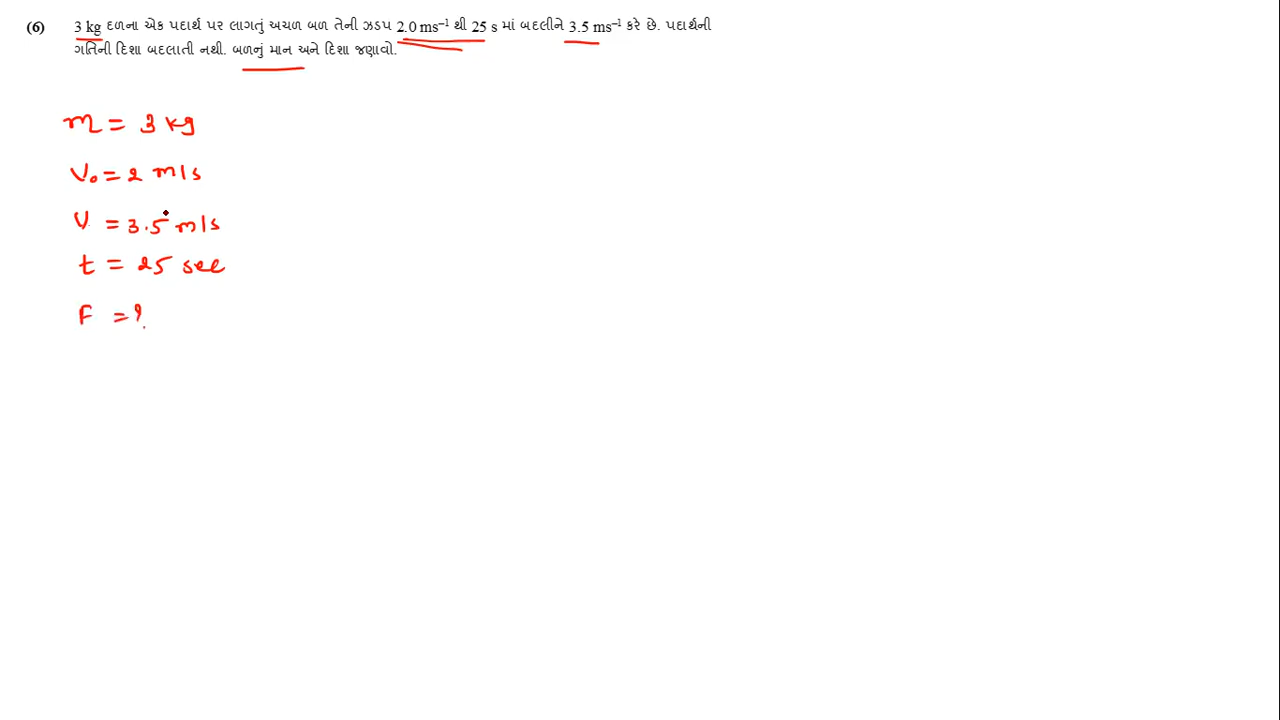 (6) 3 kg દળના એક પદાર્થ પર લાગતું અચળ બળ તેની ઝડપ 2.0 ms⁻¹ થી 25 s માં બદલીને 3.5 ms⁻¹ કરે છે. પદાર્થની
ગતિની દિશા બદલાતી નથી. બળનું માન અને દિશા જણાવો.
m = 3 kg
v₀ = 2 m/s
v = 3.5 m/s
t = 25 sec
F = ?